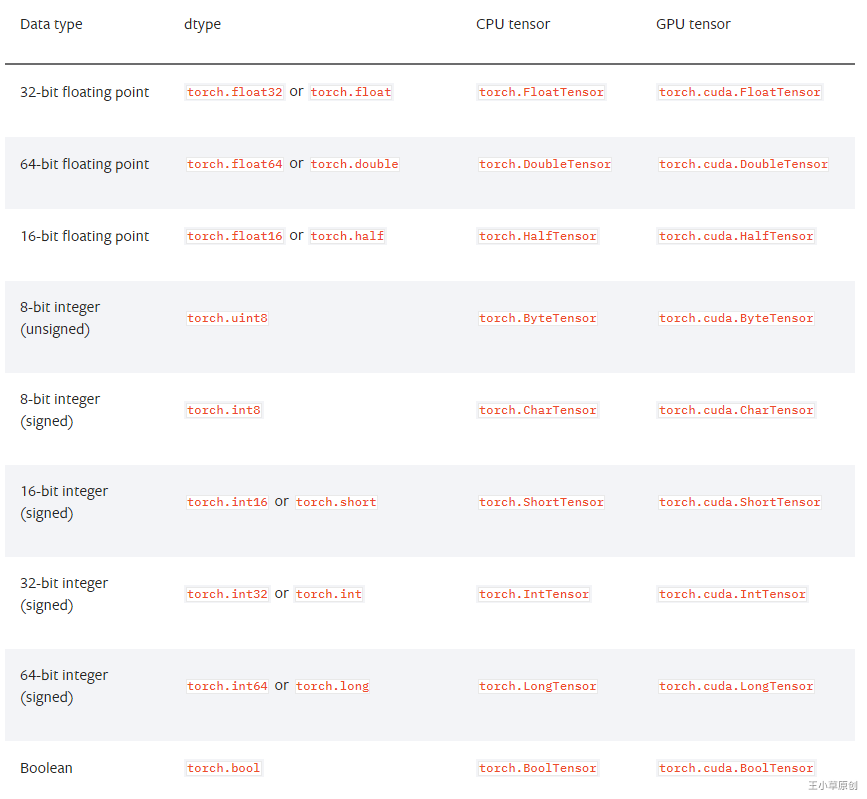 Data type dtype CPU tensor GPU tensor
32-bit floating point torch.float32 or torch.float torch.FloatTensor torch.cuda.FloatTensor
64-bit floating point torch.float64 or torch.double torch.DoubleTensor torch.cuda.DoubleTensor
16-bit floating point torch.float16 or torch.half torch.HalfTensor torch.cuda.HalfTensor
8-bit integer
(unsigned) torch.uint8 torch.ByteTensor torch.cuda.ByteTensor
8-bit integer
(signed) torch.int8 torch.CharTensor torch.cuda.CharTensor
16-bit integer
(signed) torch.int16 or torch.short torch.ShortTensor torch.cuda.ShortTensor
32-bit integer
(signed) torch.int32 or torch.int torch.IntTensor torch.cuda.IntTensor
64-bit integer
(signed) torch.int64 or torch.long torch.LongTensor torch.cuda.LongTensor
Boolean torch.bool torch.BoolTensor torch.cuda.BoolTensor
王小草原创